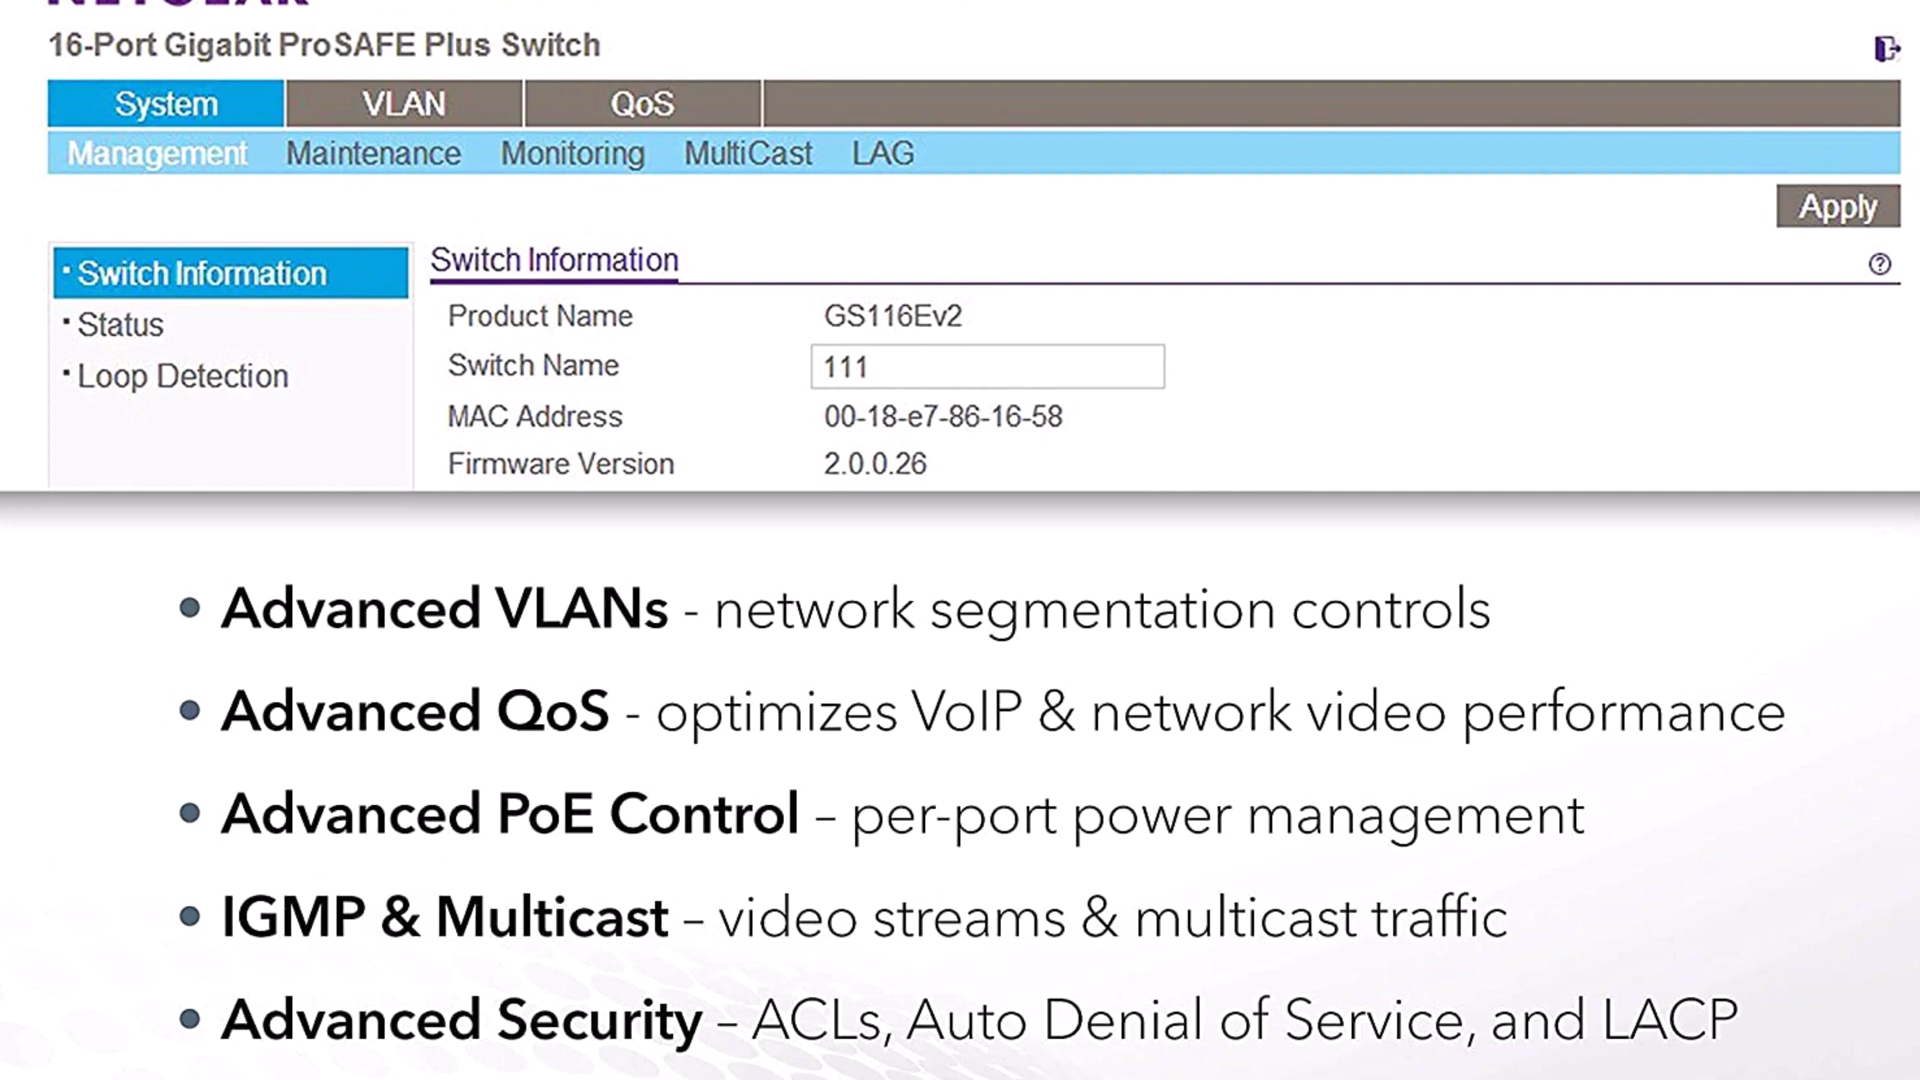 NETGEAR
16-Port Gigabit ProSAFE Plus Switch
System VLAN QoS
Management Maintenance Monitoring MultiCast LAG
Apply
· Switch Information
· Status
· Loop Detection
Switch Information
Product Name GS116Ev2
Switch Name 111
MAC Address 00-18-e7-86-16-58
Firmware Version 2.0.0.26
• Advanced VLANs - network segmentation controls
• Advanced QoS - optimizes VoIP & network video performance
• Advanced PoE Control – per-port power management
• IGMP & Multicast – video streams & multicast traffic
• Advanced Security – ACLs, Auto Denial of Service, and LACP